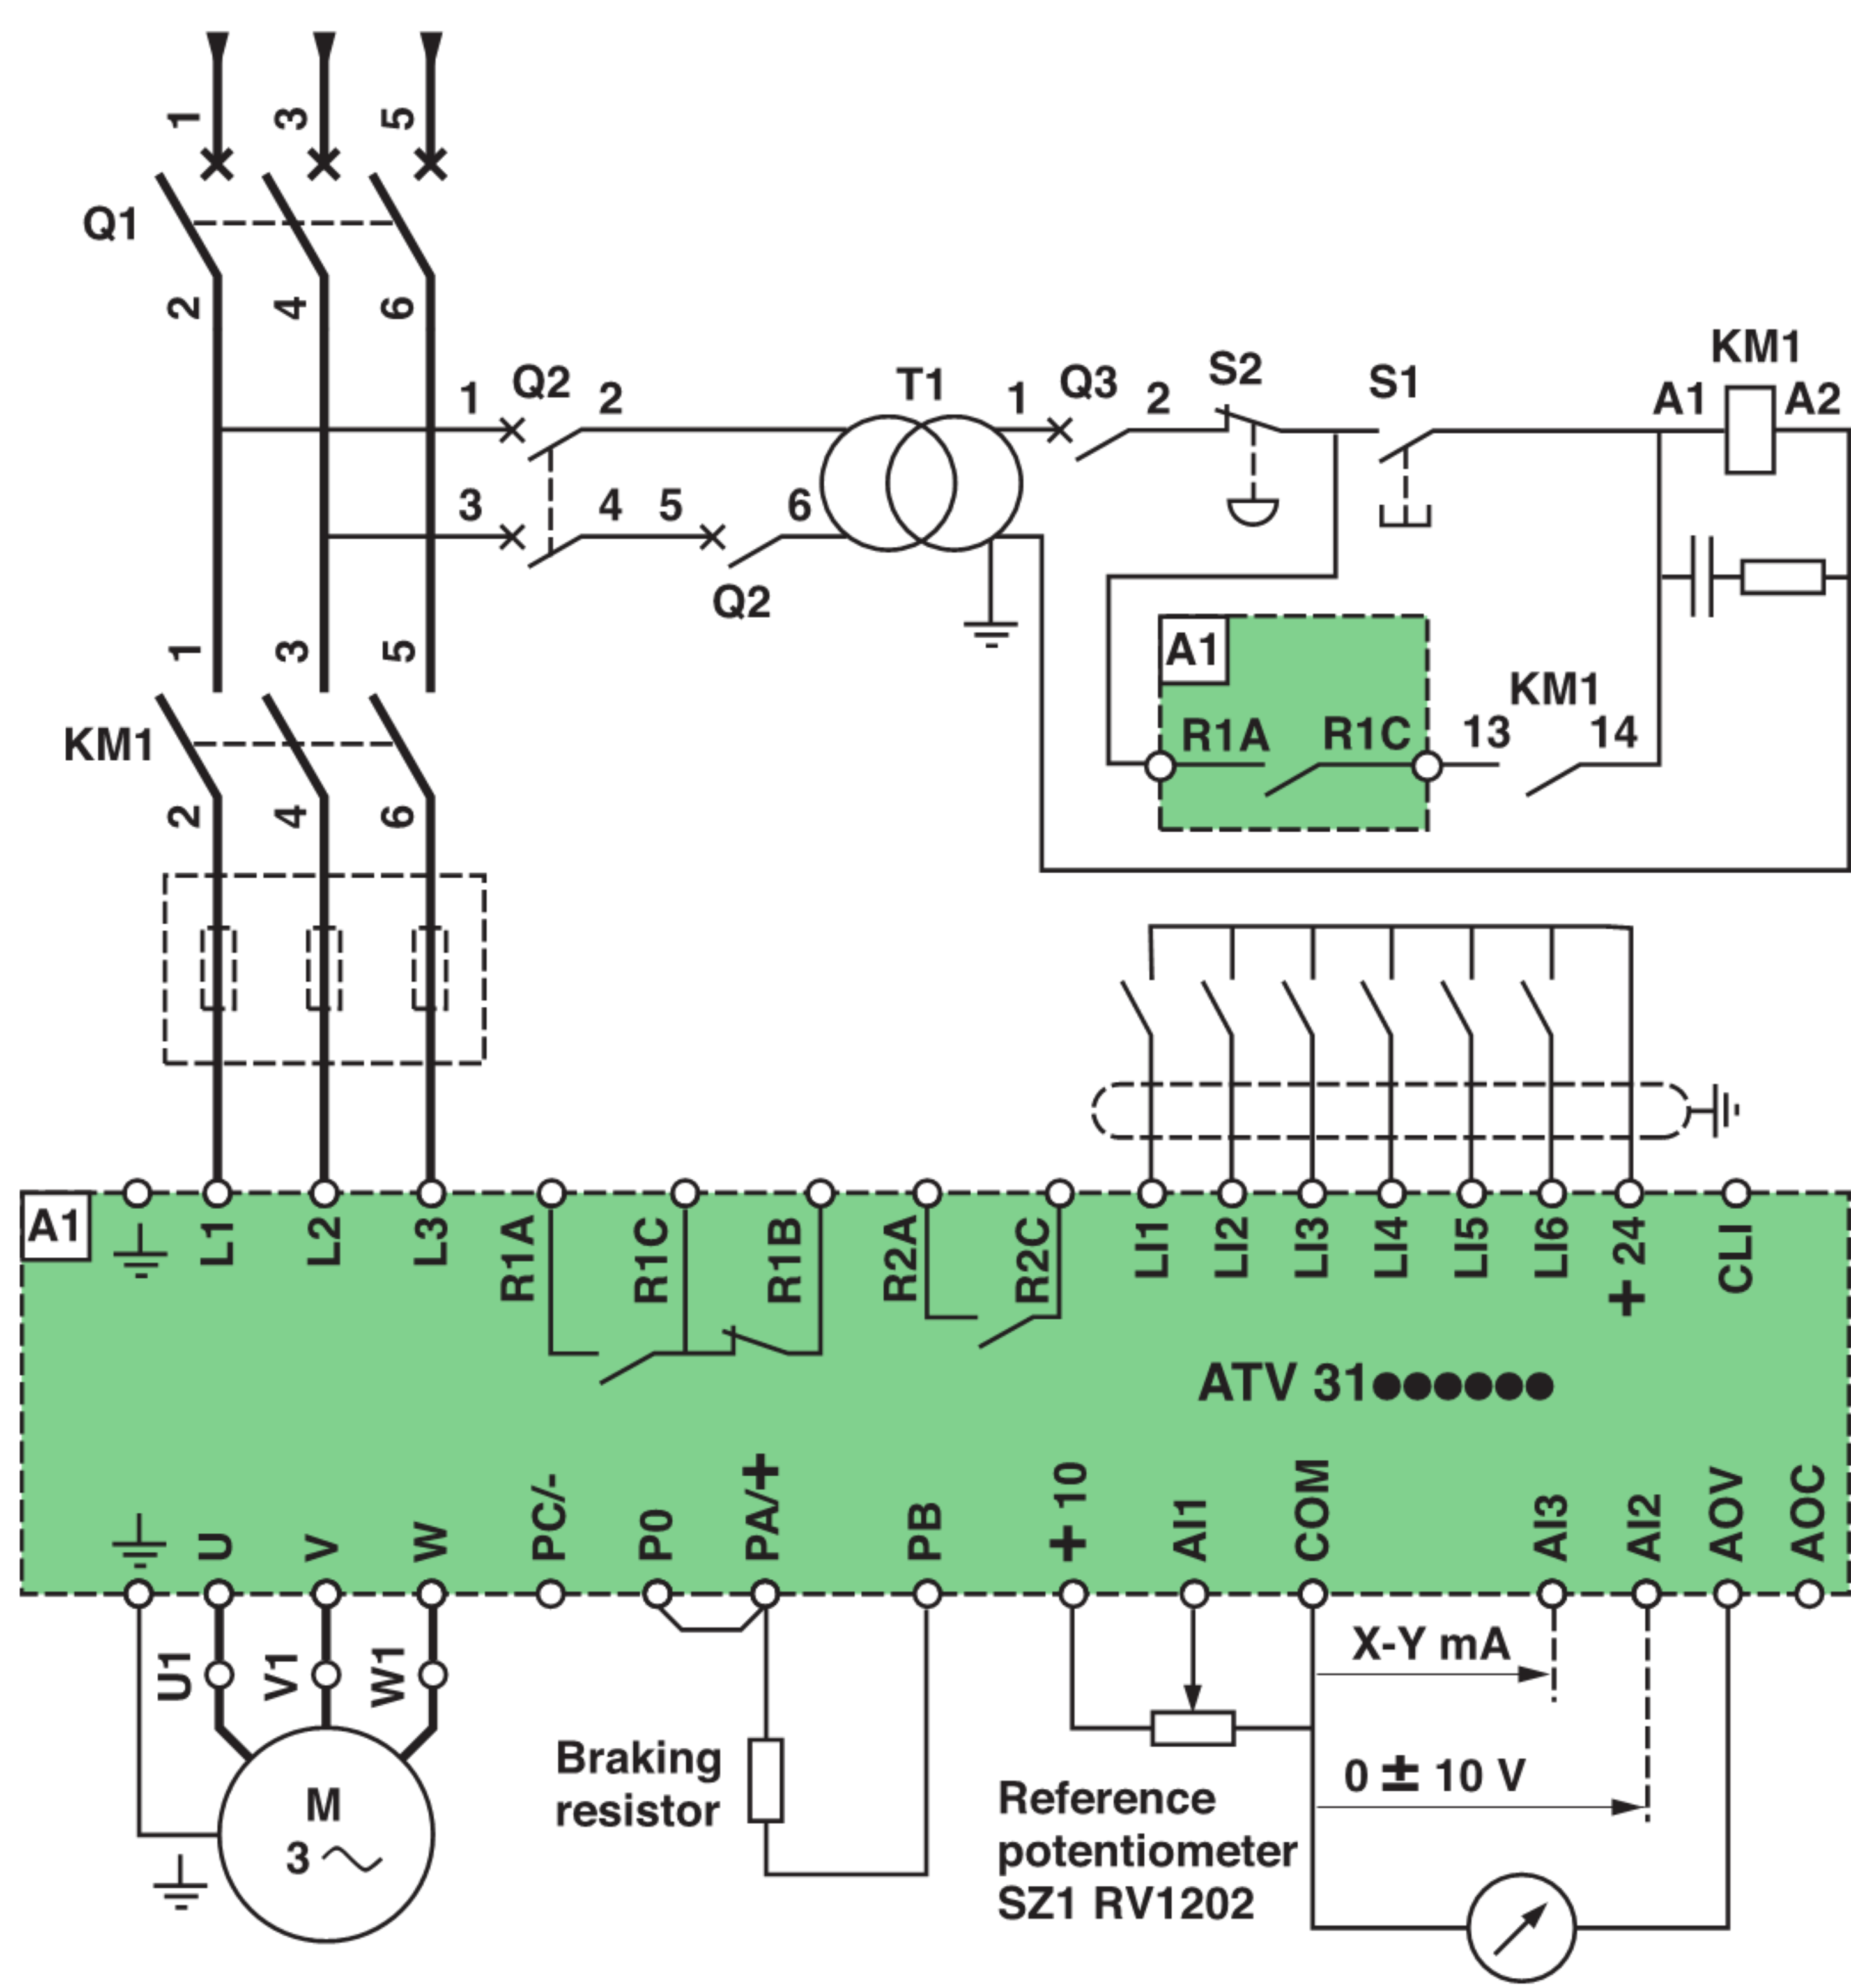 1 3 5
Q1
2 4 6
KM1
1 Q2 2 T1 1 Q3 2 S2 S1 A1 A2
3 4 5 6
Q2
1 3 5
A1
KM1
KM1
R1A R1C 13 14
2 4 6
A1
L1 L2 L3 R1A R1C R1B R2A R2C LI1 LI2 LI3 LI4 LI5 LI6 + 24 CLI
ATV 31●●●●●●
U V W PC/- P0 PA/+ PB + 10 AI1 COM AI3 AI2 AOV AOC
U1 V1 W1
X-Y mA
Braking
resistor
0 ± 10 V
M
3
Reference
potentiometer
SZ1 RV1202